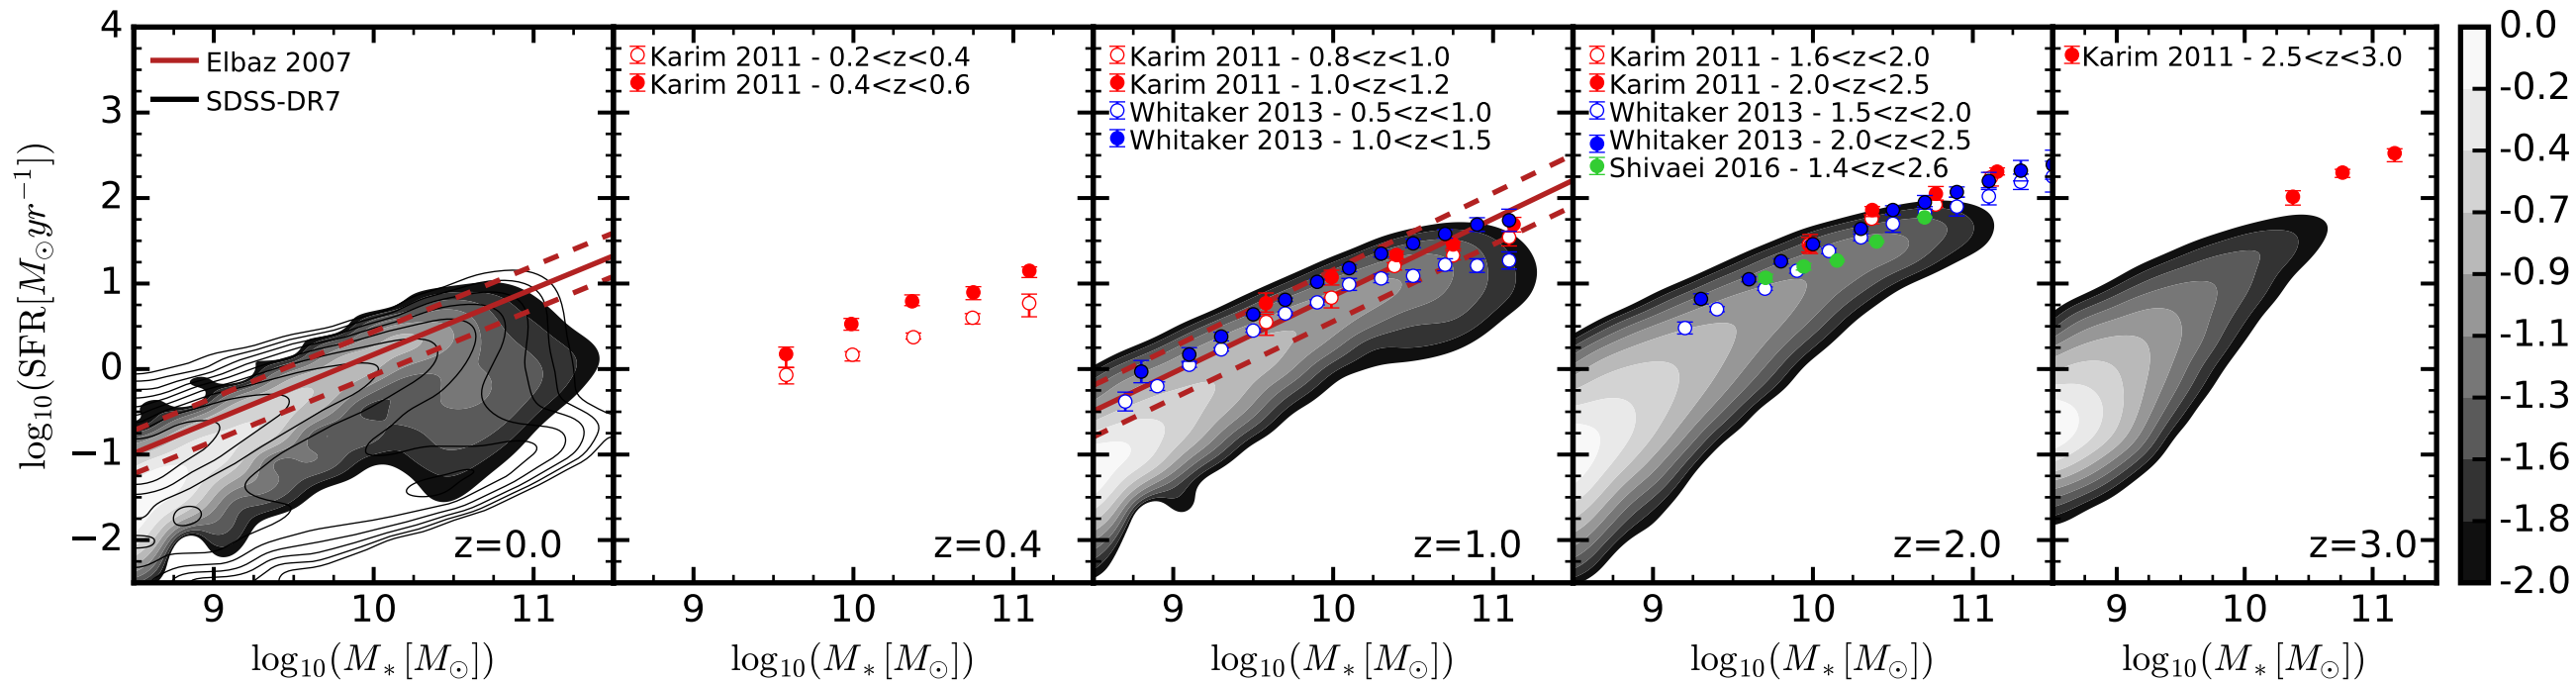 4
3
2
1
0
−1
−2
log₁₀(SFR[M⊙yr⁻¹])
Elbaz 2007
SDSS-DR7
z=0.0
9 10 11
log₁₀(M∗[M⊙])
Karim 2011 - 0.2<z<0.4
Karim 2011 - 0.4<z<0.6
z=0.4
9 10 11
log₁₀(M∗[M⊙])
Karim 2011 - 0.8<z<1.0
Karim 2011 - 1.0<z<1.2
Whitaker 2013 - 0.5<z<1.0
Whitaker 2013 - 1.0<z<1.5
z=1.0
9 10 11
log₁₀(M∗[M⊙])
Karim 2011 - 1.6<z<2.0
Karim 2011 - 2.0<z<2.5
Whitaker 2013 - 1.5<z<2.0
Whitaker 2013 - 2.0<z<2.5
Shivaei 2016 - 1.4<z<2.6
z=2.0
9 10 11
log₁₀(M∗[M⊙])
Karim 2011 - 2.5<z<3.0
z=3.0
9 10 11
log₁₀(M∗[M⊙])
0.0
-0.2
-0.4
-0.7
-0.9
-1.1
-1.3
-1.6
-1.8
-2.0